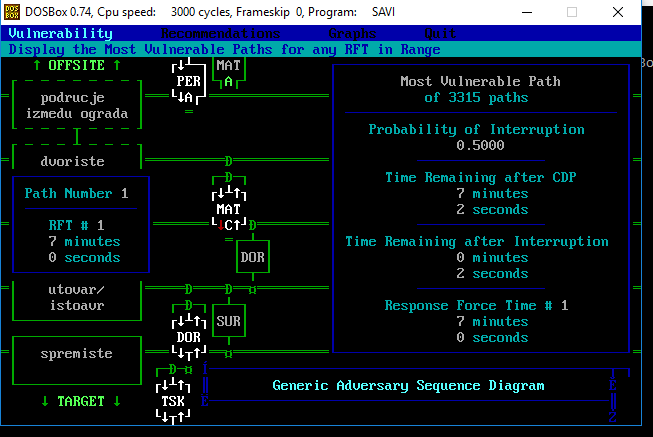 DOSBox 0.74, Cpu speed: 3000 cycles, Frameskip 0, Program: SAVI
Vulnerability Recommendations Graphs Quit
Display the Most Vulnerable Paths for any RFT in Range
↑ OFFSITE ↑
podrucje
izmedu ograda
dvoriste
Path Number 1
RFT # 1
7 minutes
0 seconds
utovar/
istoavr
spremiste
↓ TARGET ↓
↓↑
PER
↓A
MAT
A
D
D
↓↑
MAT
↓C↑
D
DOR
D
D
↓↑
DOR
↓T↑
D
SUR
D
↓↑
TSK
↓T↑
Most Vulnerable Path
of 3315 paths
Probability of Interruption
0.5000
Time Remaining after CDP
7 minutes
2 seconds
Time Remaining after Interruption
0 minutes
2 seconds
Response Force Time # 1
7 minutes
0 seconds
Generic Adversary Sequence Diagram